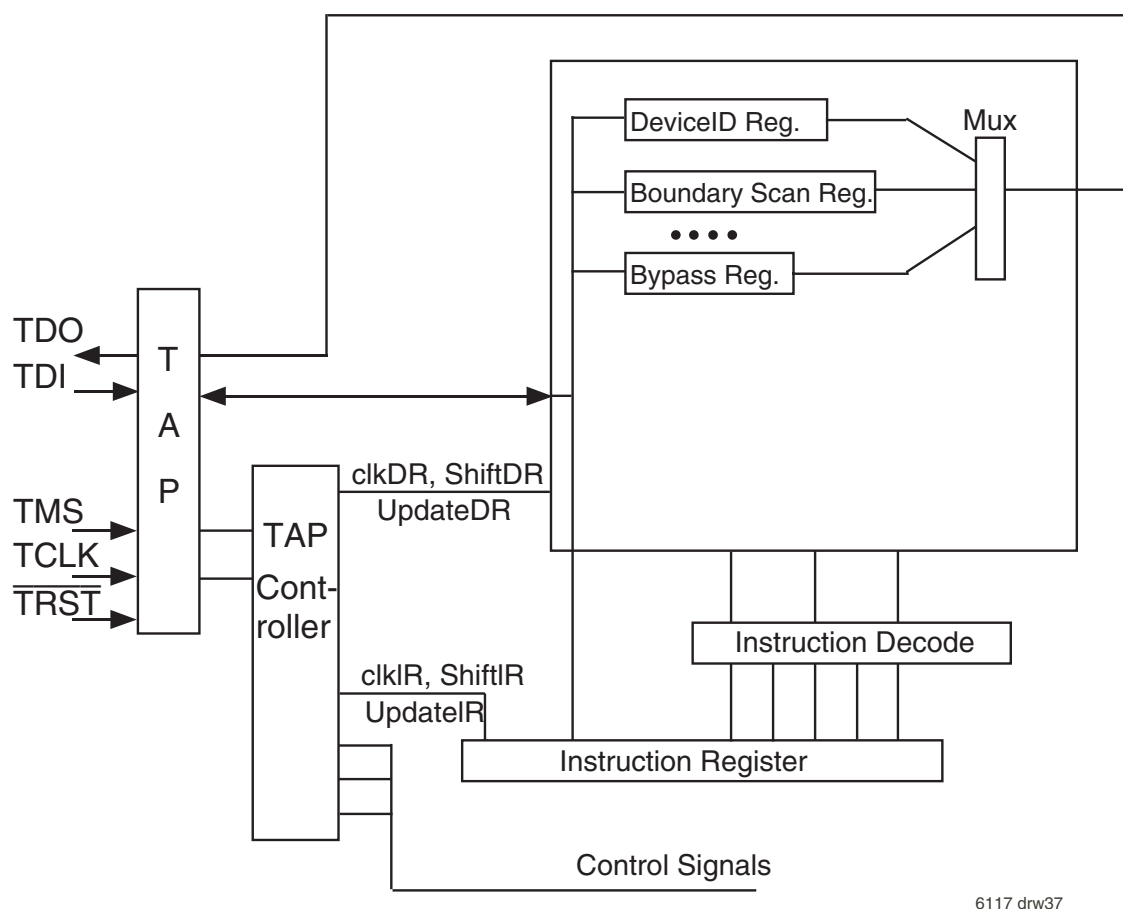 DeviceID Reg.
Mux
Boundary Scan Reg.
Bypass Reg.
TDO
TDI
T
A
P
TMS
TCLK
TRST
TAP
Cont-
roller
clkDR, ShiftDR
UpdateDR
Instruction Decode
clkIR, ShiftIR
UpdateIR
Instruction Register
Control Signals
6117 drw37